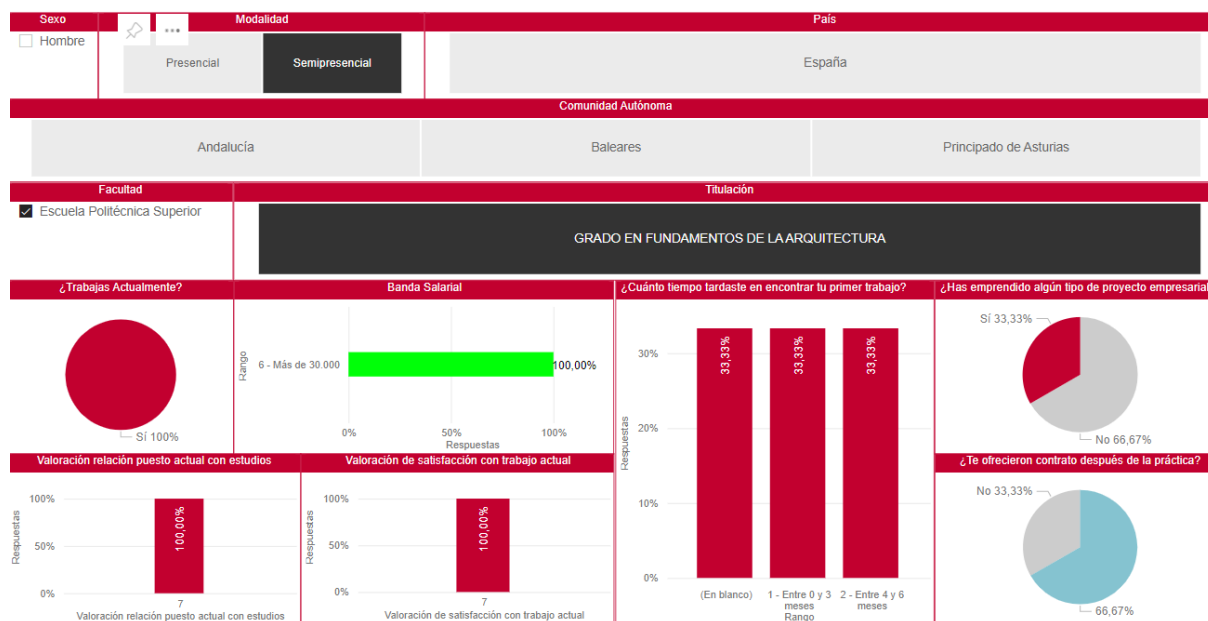 Sexo
Modalidad
País
Hombre
Presencial
Semipresencial
España
Comunidad Autónoma
Andalucía
Baleares
Principado de Asturias
Facultad
Titulación
Escuela Politécnica Superior
GRADO EN FUNDAMENTOS DE LA ARQUITECTURA
¿Trabajas Actualmente?
Sí 100%
Banda Salarial
Rango
6 - Más de 30.000
100,00%
0%
50%
100%
Respuestas
¿Cuánto tiempo tardaste en encontrar tu primer trabajo?
Respuestas
30%
20%
10%
0%
33,33%
33,33%
33,33%
(En blanco)
1 - Entre 0 y 3
meses
2 - Entre 4 y 6
meses
Rango
¿Has emprendido algún tipo de proyecto empresarial
Sí 33,33%
No 66,67%
Valoración relación puesto actual con estudios
Respuestas
100%
50%
0%
100,00%
7
Valoración relación puesto actual con estudios
Valoración de satisfacción con trabajo actual
Respuestas
100%
50%
0%
100,00%
7
Valoración de satisfacción con trabajo actual
¿Te ofrecieron contrato después de la práctica?
No 33,33%
66,67%